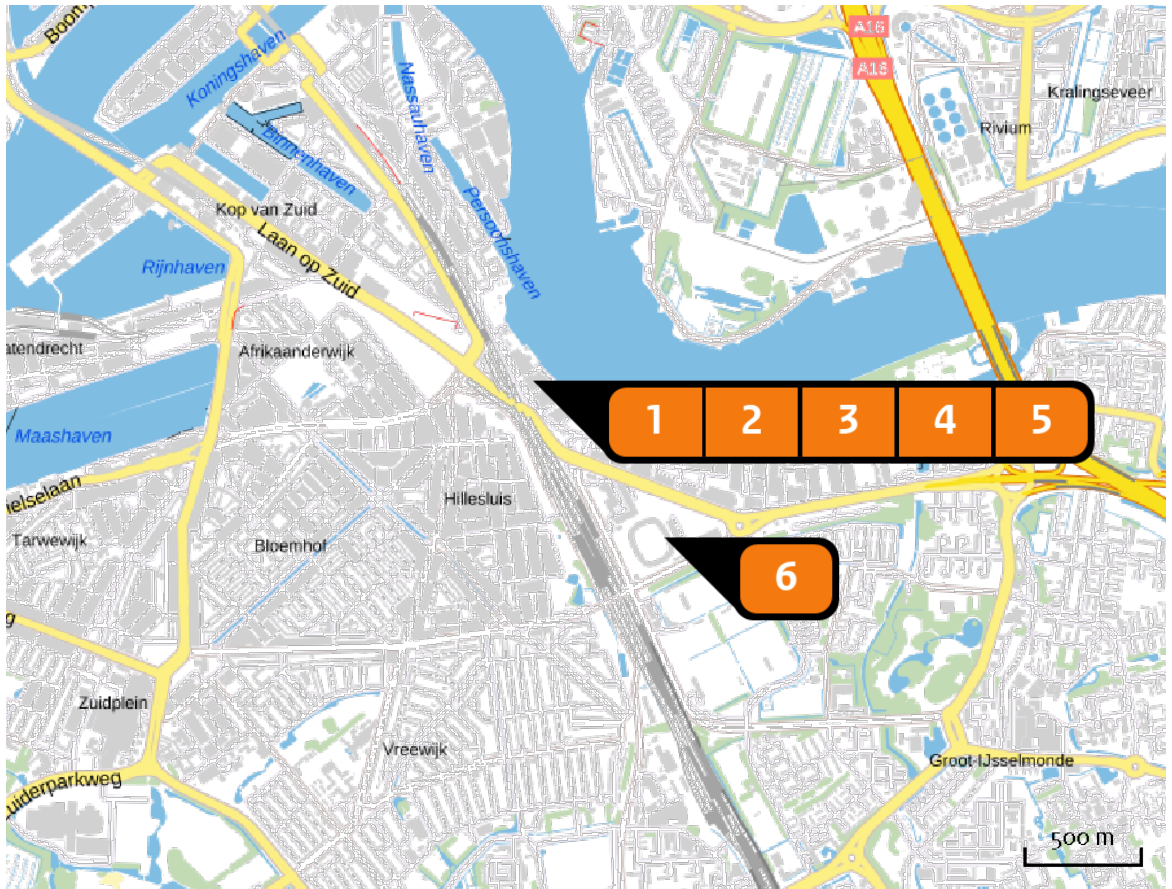 A16
A16
Koningshaven
Nassauhaven
Kralingseveer
Rivium
Binnenhaven
Persoonshaven
Kop van Zuid
Laan op Zuid
Rijnhaven
atendrecht
Afrikaanderwijk
1 2 3 4 5
Maashaven
elselaan
Hillesluis
Tarwewijk
Bloemhof
6
g
Zuidplein
Vreewijk
Groot-IJsselmonde
uiderparkweg
500 m